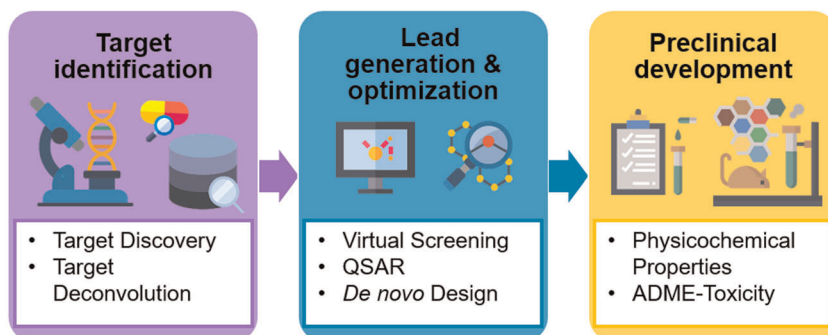 Target
identification
• Target Discovery
• Target
Deconvolution
Lead
generation &
optimization
• Virtual Screening
• QSAR
• De novo Design
Preclinical
development
• Physicochemical
Properties
• ADME-Toxicity